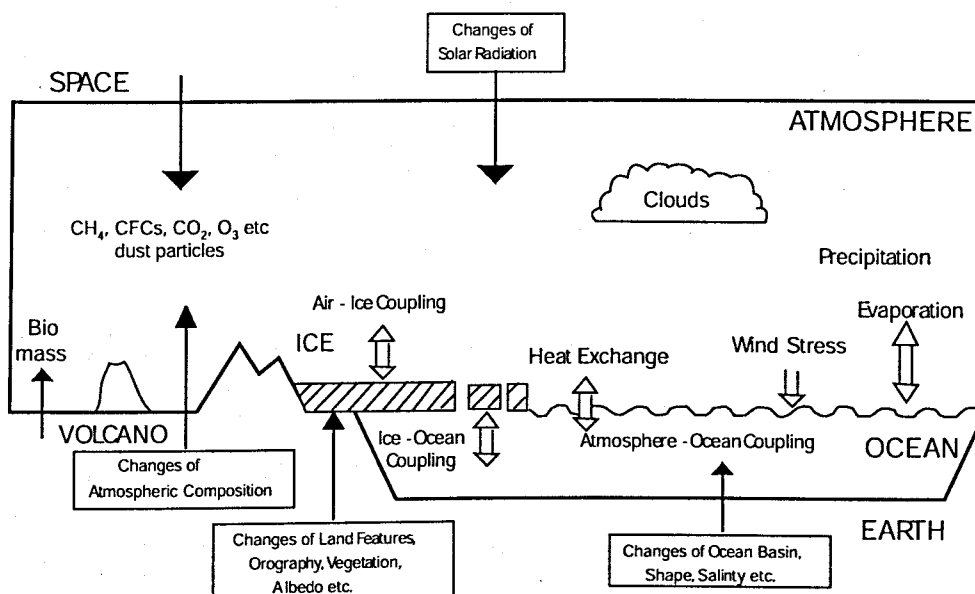 Changes of
Solar Radiation
SPACE
ATMOSPHERE
Clouds
CH₄, CFCs, CO₂, O₃ etc
dust particles
Precipitation
Air - Ice Coupling
Evaporation
Bio
mass
ICE
Heat Exchange
Wind Stress
VOLCANO
Ice - Ocean
Coupling
Atmosphere - Ocean Coupling
OCEAN
Changes of
Atmospheric Composition
EARTH
Changes of Land Features,
Orography, Vegetation,
Albedo etc.
Changes of Ocean Basin,
Shape, Salinty etc.